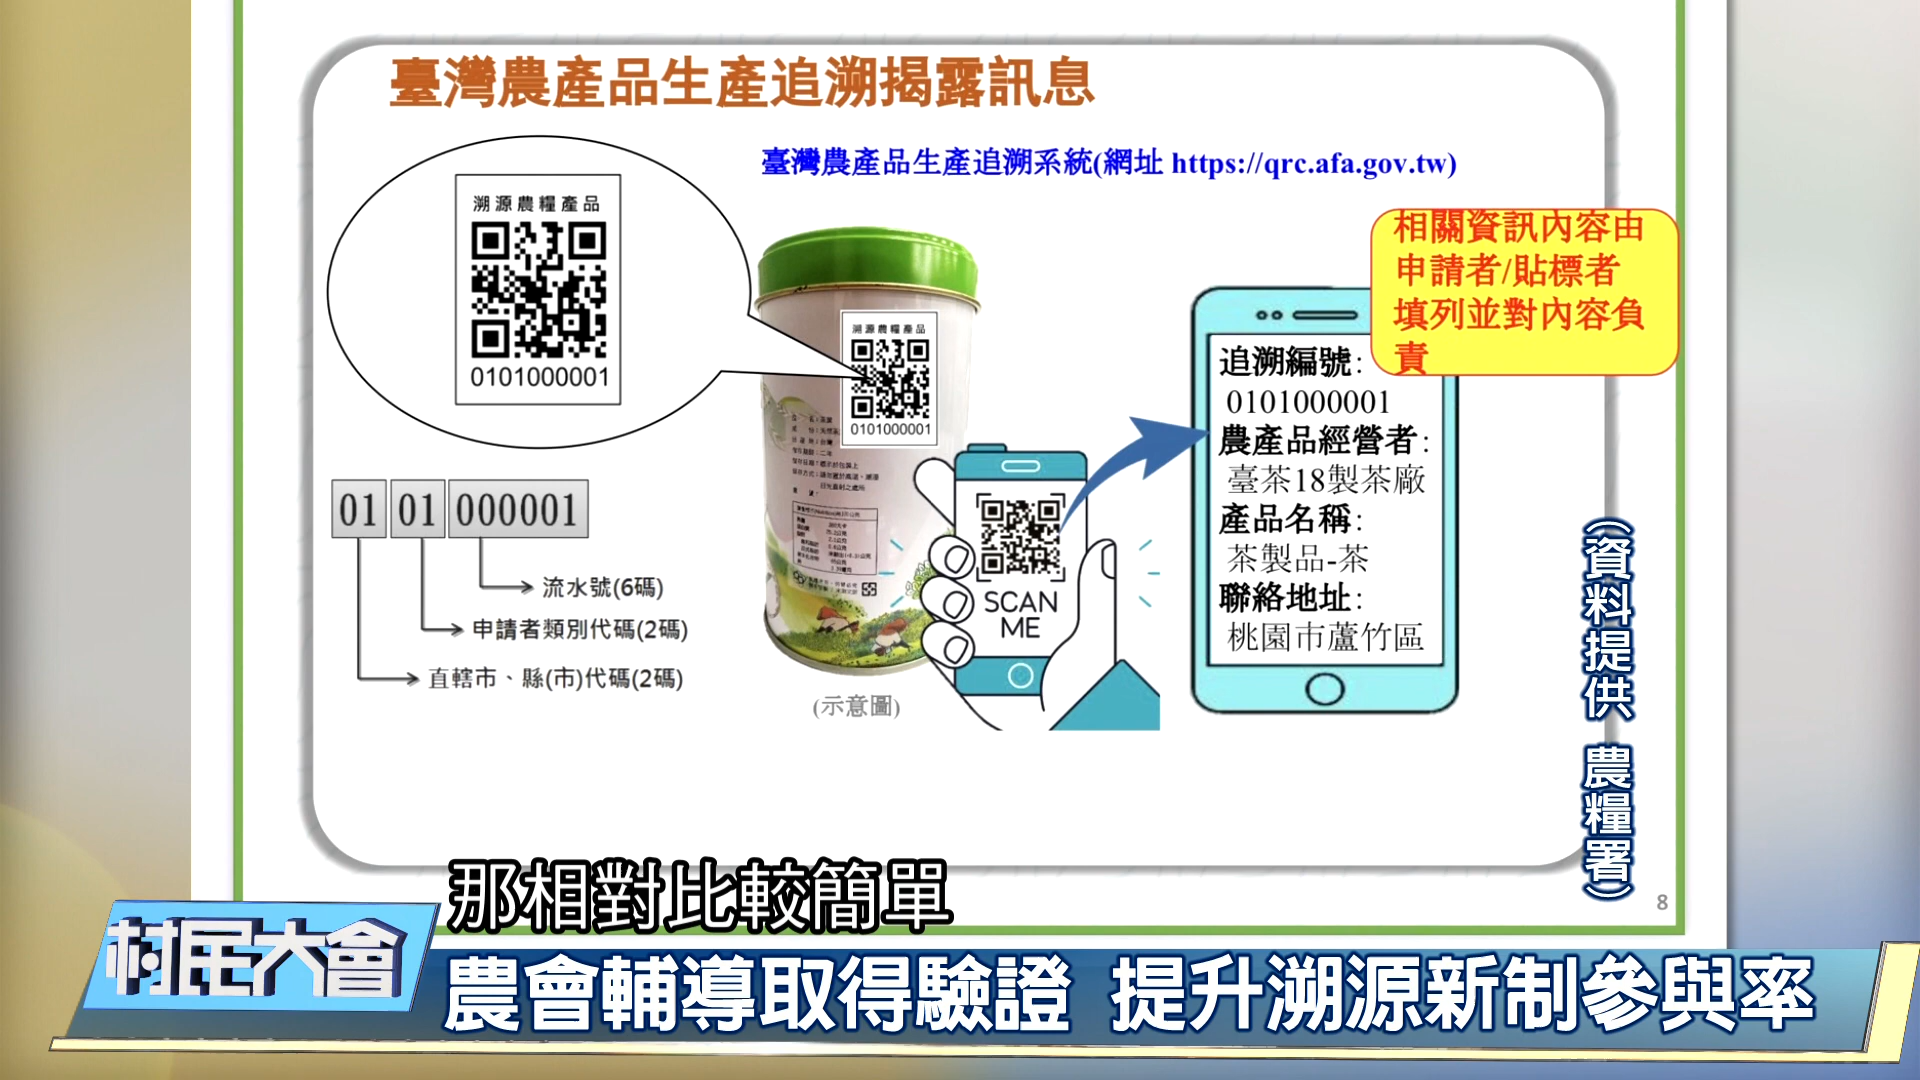 臺灣農產品生產追溯揭露訊息
臺灣農產品生產追溯系統(網址 https://qrc.afa.gov.tw)
溯源農糧產品
0101000001
溯源農糧產品
0101000001
相關資訊內容由
申請者/貼標者
填列並對內容負
責
追溯編號:
0101000001
農產品經營者:
臺茶18製茶廠
產品名稱:
茶製品-茶
聯絡地址:
桃園市蘆竹區
SCAN
ME
01 01 000001
流水號(6碼)
申請者類別代碼(2碼)
直轄市、縣(市)代碼(2碼)
(示意圖)
(資料提供 農糧署)
8
那相對比較簡單
村民大會
農會輔導取得驗證 提升溯源新制參與率